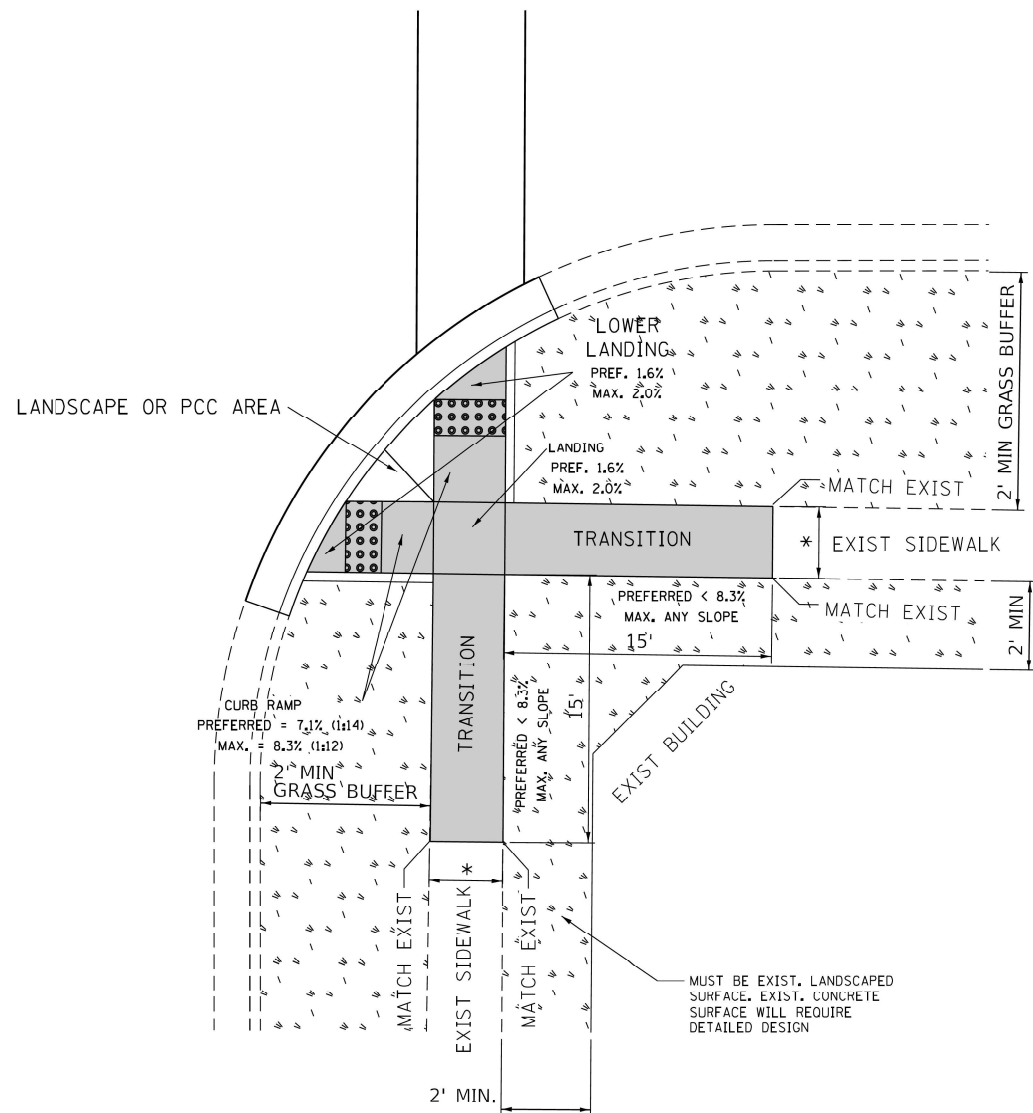 LOWER
LANDING
PREF. 1.6%
MAX. 2.0%
2' MIN GRASS BUFFER
LANDSCAPE OR PCC AREA
LANDING
PREF. 1.6%
MAX. 2.0%
MATCH EXIST
TRANSITION
* EXIST SIDEWALK
PREFERRED < 8.3%
MAX. ANY SLOPE
MATCH EXIST
15'
2' MIN
TRANSITION
PREFERRED < 8.3%
MAX. ANY SLOPE
15'
CURB RAMP
PREFERRED = 7.1% (1:14)
MAX. = 8.3% (1:12)
2' MIN
GRASS BUFFER
EXIST BUILDING
MATCH EXIST
EXIST SIDEWALK *
MATCH EXIST
MUST BE EXIST. LANDSCAPED
SURFACE. EXIST. CONCRETE
SURFACE WILL REQUIRE
DETAILED DESIGN
2' MIN.